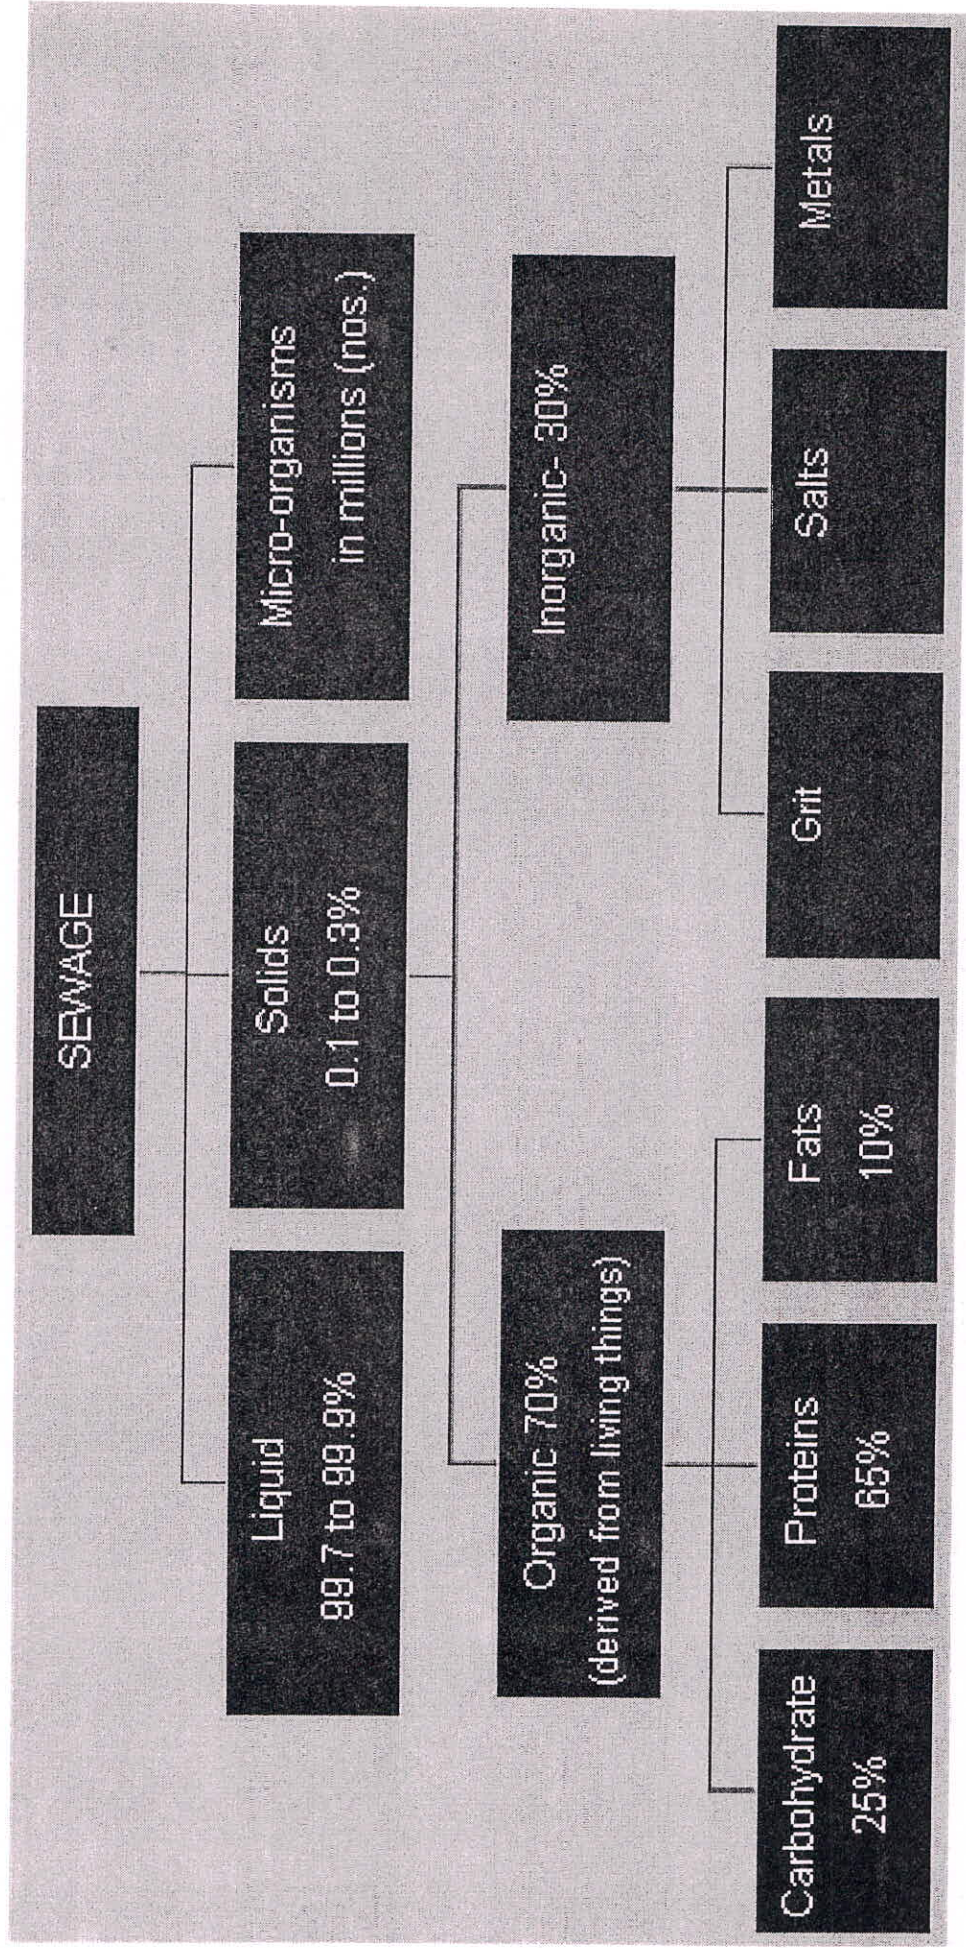 SEWAGE
Liquid
99.7 to 99.9%
Solids
0.1 to 0.3%
Micro-organisms
in millions (nos.)
Organic 70%
(derived from living things)
Inorganic- 30%
Carbohydrate
25%
Proteins
65%
Fats
10%
Grit
Salts
Metals